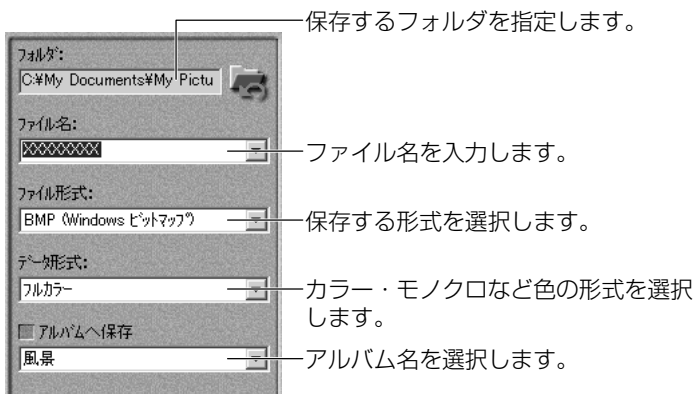 保存するフォルダを指定します。
フォルダ:
C:¥My Documents¥My Pictu
ファイル名:
XXXXXXXX
ファイル名を入力します。
ファイル形式:
BMP (Windows ビットマップ)
保存する形式を選択します。
データ形式:
フルカラー
カラー・モノクロなど色の形式を選択
します。
アルバムへ保存
風景
アルバム名を選択します。